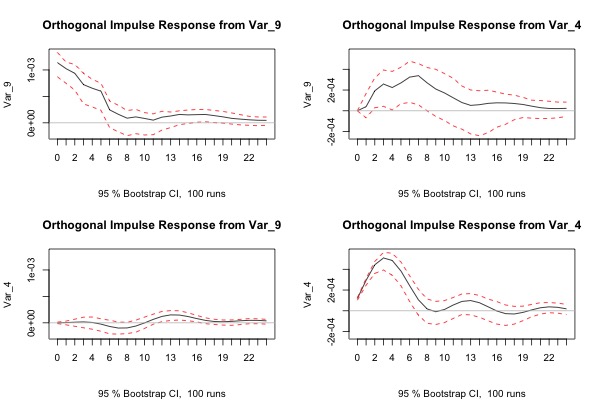 Orthogonal Impulse Response from Var_9
Var_9
1e-03
0e+00
0 2 4 6 8 10 13 16 19 22
95 % Bootstrap CI, 100 runs
Orthogonal Impulse Response from Var_4
Var_9
2e-04
-2e-04
0 2 4 6 8 10 13 16 19 22
95 % Bootstrap CI, 100 runs
Orthogonal Impulse Response from Var_9
Var_4
1e-03
0e+00
0 2 4 6 8 10 13 16 19 22
95 % Bootstrap CI, 100 runs
Orthogonal Impulse Response from Var_4
Var_4
2e-04
-2e-04
0 2 4 6 8 10 13 16 19 22
95 % Bootstrap CI, 100 runs